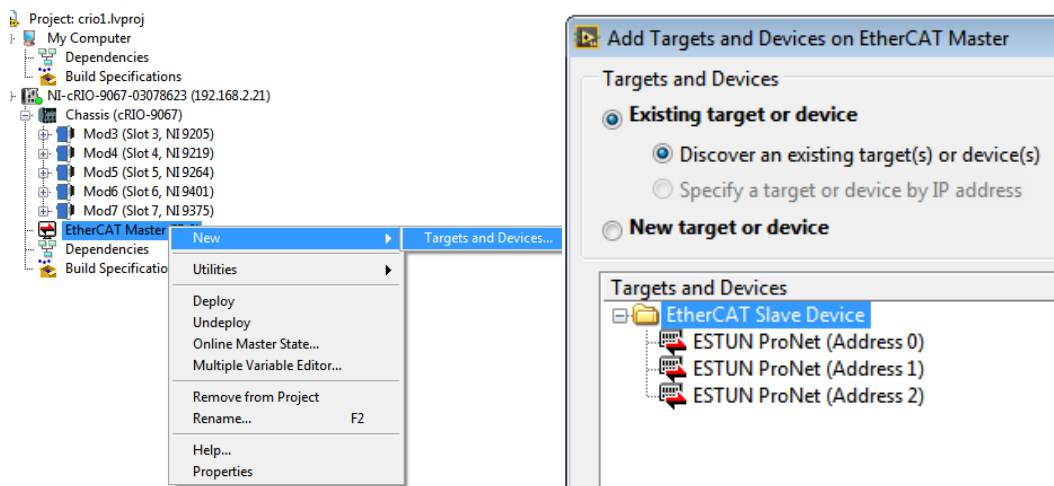 Project: crio1.lvproj
My Computer
Dependencies
Build Specifications
NI-cRIO-9067-03078623 (192.168.2.21)
Chassis (cRIO-9067)
Mod3 (Slot 3, NI 9205)
Mod4 (Slot 4, NI 9219)
Mod5 (Slot 5, NI 9264)
Mod6 (Slot 6, NI 9401)
Mod7 (Slot 7, NI 9375)
EtherCAT Master
Dependencies
Build Specificatio
New
Targets and Devices...
Utilities
Deploy
Undeploy
Online Master State...
Multiple Variable Editor...
Remove from Project
Rename... F2
Help...
Properties
Add Targets and Devices on EtherCAT Master
Targets and Devices
Existing target or device
Discover an existing target(s) or device(s)
Specify a target or device by IP address
New target or device
Targets and Devices
EtherCAT Slave Device
ESTUN ProNet (Address 0)
ESTUN ProNet (Address 1)
ESTUN ProNet (Address 2)